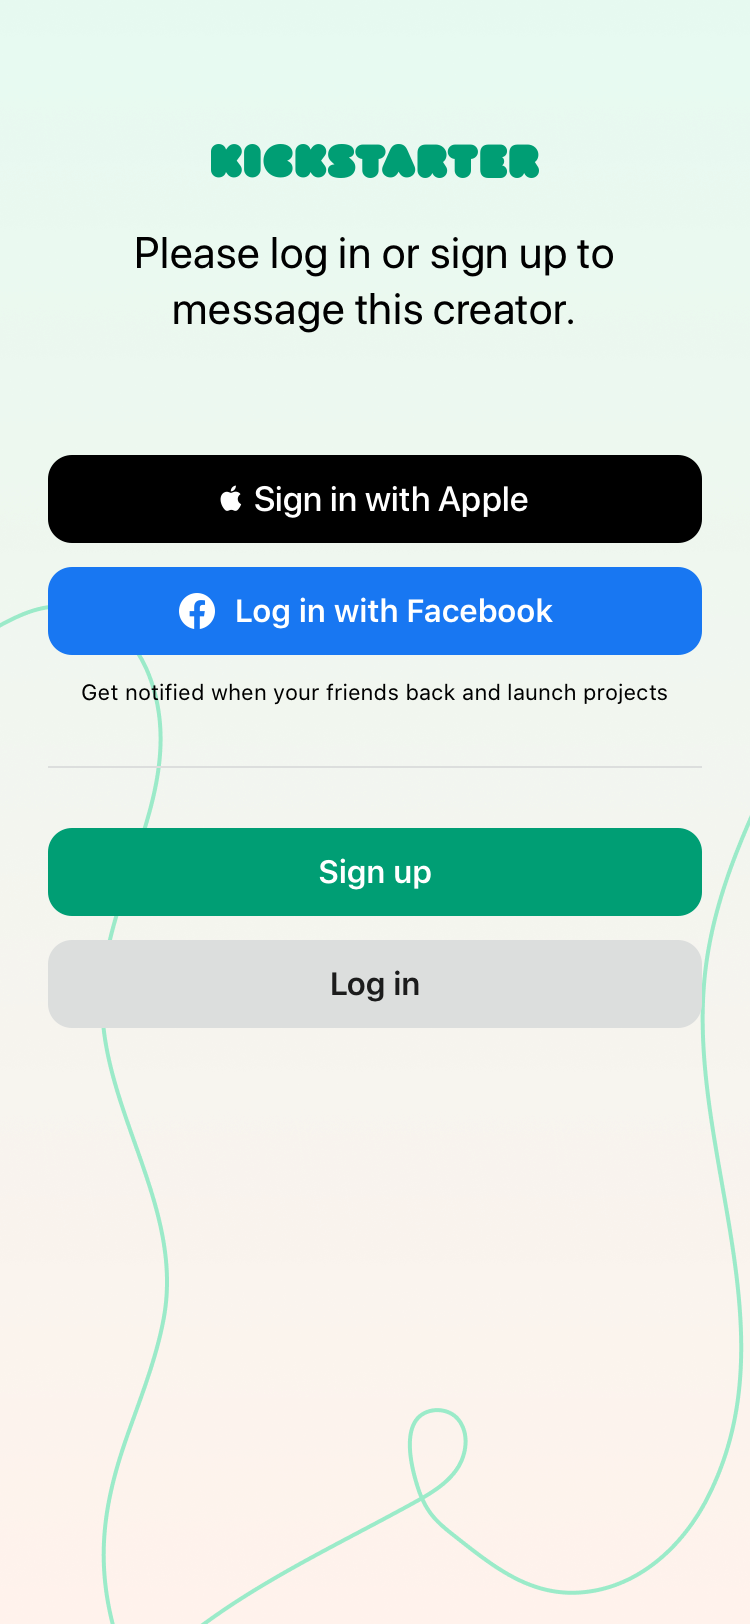 KICKSTARTER
Please log in or sign up to
message this creator.
Sign in with Apple
Log in with Facebook
Get notified when your friends back and launch projects
Sign up
Log in